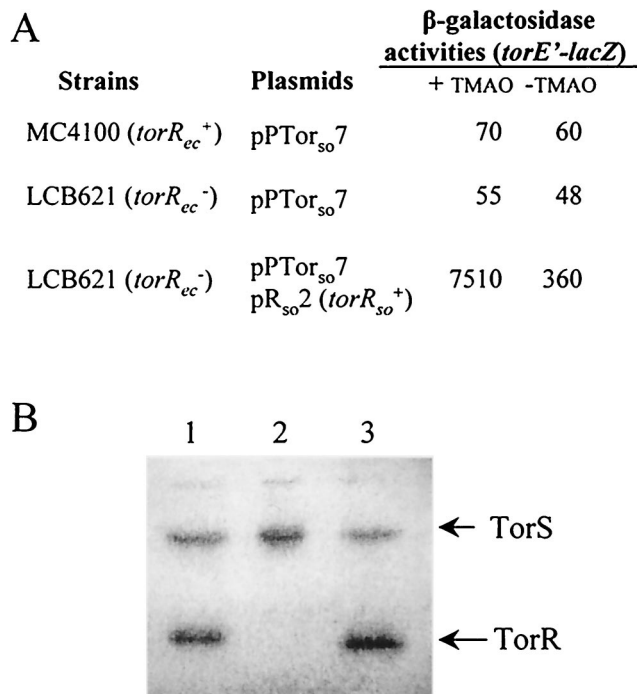 A
β-galactosidase
activities (torE’-lacZ)
Strains Plasmids + TMAO -TMAO
MC4100 (torRec+) pPTorso7 70 60
LCB621 (torRec-) pPTorso7 55 48
LCB621 (torRec-) pPTorso7 7510 360
pRso2 (torRso+)
B
1 2 3
TorS
TorR